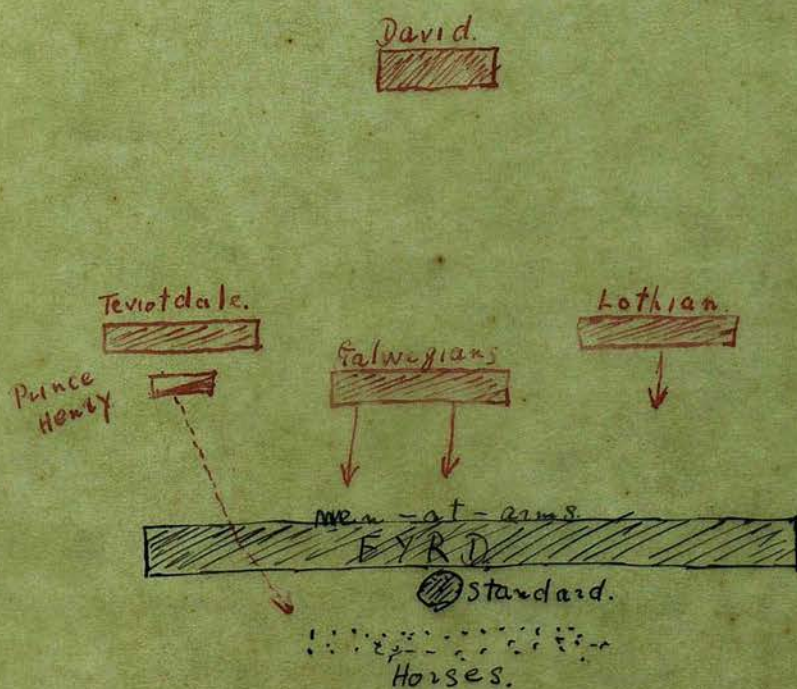 David.
Teviotdale.
Lothian.
Galwegians
Prince
Henry
men-at-arms.
FYRD
Standard.
Horses.